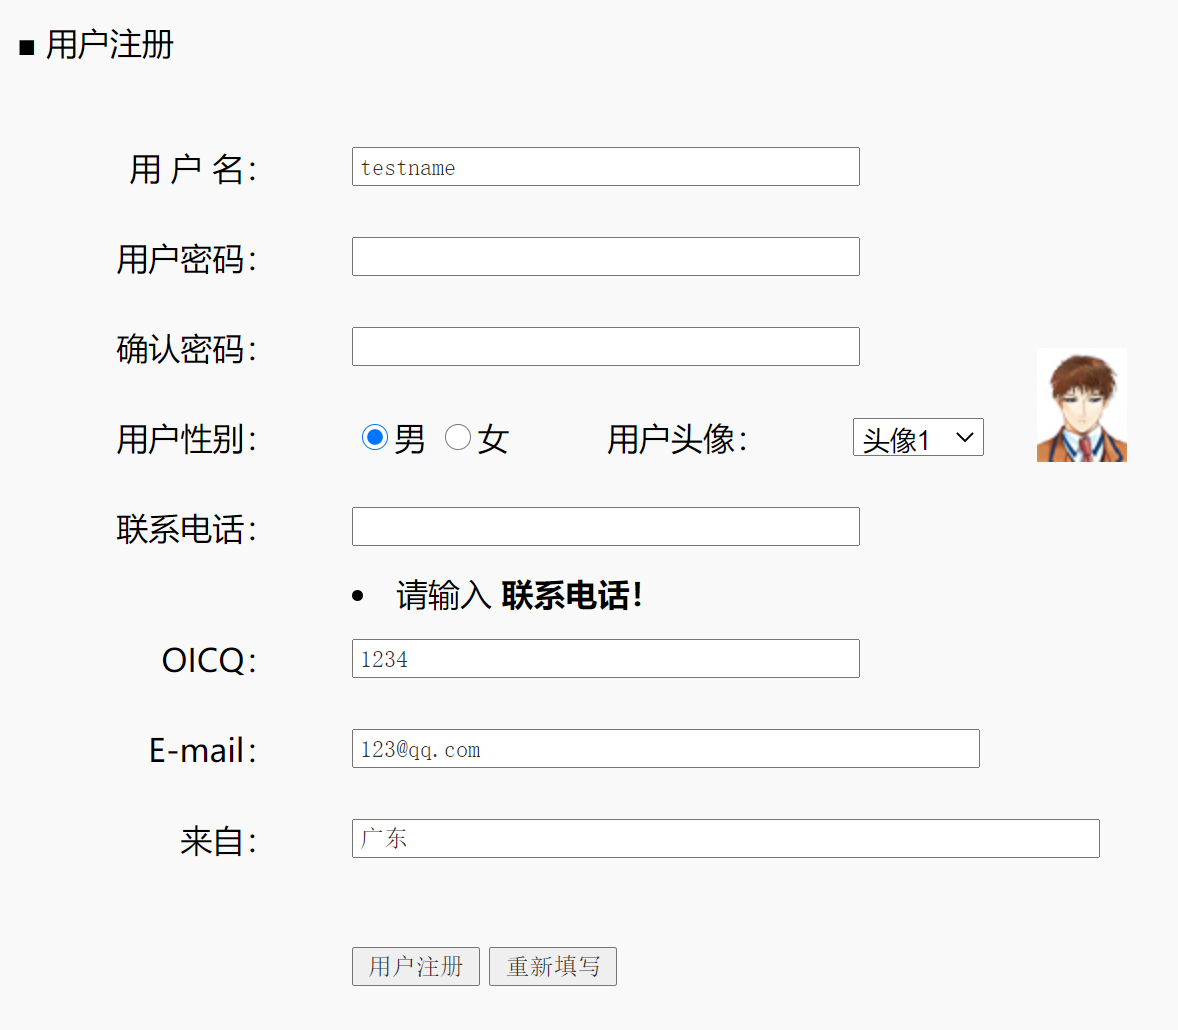 ■ 用户注册
用 户 名： testname
用户密码：
确认密码：
用户性别： 男 女 用户头像： 头像1
联系电话：
• 请输入 联系电话！
OICQ： 1234
E-mail： 123@qq.com
来自： 广东
用户注册 重新填写